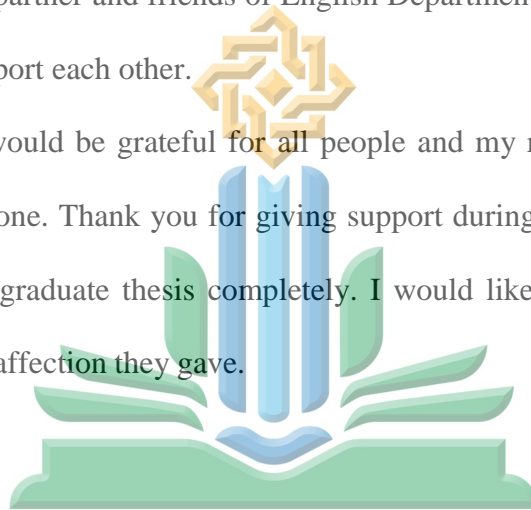 partner and friends of English Departmen
port each other.
would be grateful for all people and my
one. Thank you for giving support during
graduate thesis completely. I would like
affection they gave.